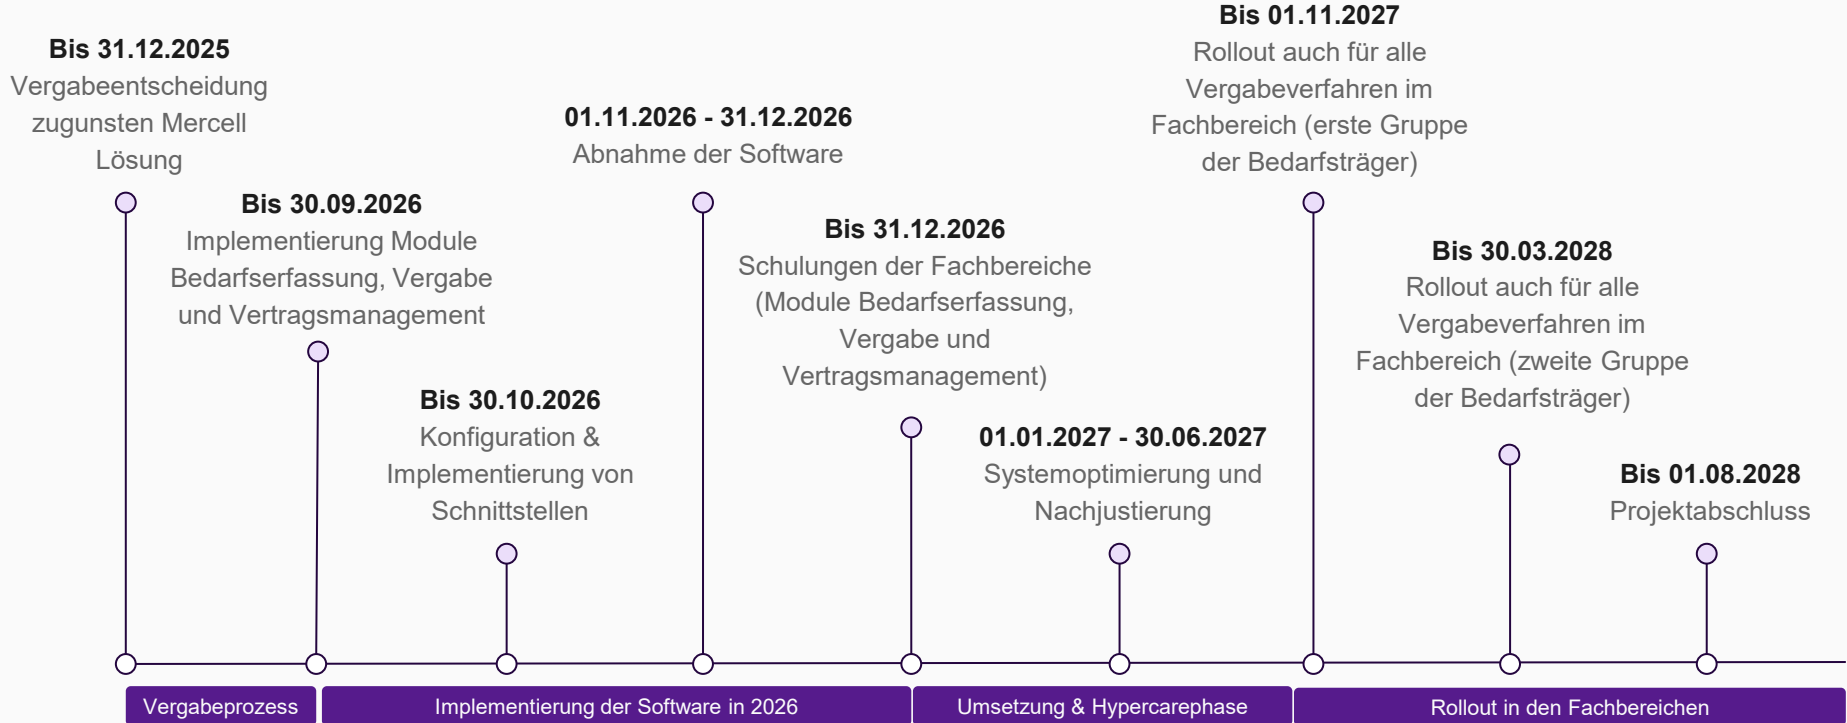 Bis 31.12.2025
Vergabeentscheidung
zugunsten Mercell
Lösung
Bis 30.09.2026
Implementierung Module
Bedarfserfassung, Vergabe
und Vertragsmanagement
Bis 30.10.2026
Konfiguration &
Implementierung von
Schnittstellen
01.11.2026 - 31.12.2026
Abnahme der Software
Bis 31.12.2026
Schulungen der Fachbereiche
(Module Bedarfserfassung,
Vergabe und
Vertragsmanagement)
01.01.2027 - 30.06.2027
Systemoptimierung und
Nachjustierung
Bis 01.11.2027
Rollout auch für alle
Vergabeverfahren im
Fachbereich (erste Gruppe
der Bedarfsträger)
Bis 30.03.2028
Rollout auch für alle
Vergabeverfahren im
Fachbereich (zweite Gruppe
der Bedarfsträger)
Bis 01.08.2028
Projektabschluss
Vergabeprozess
Implementierung der Software in 2026
Umsetzung & Hypercarephase
Rollout in den Fachbereichen